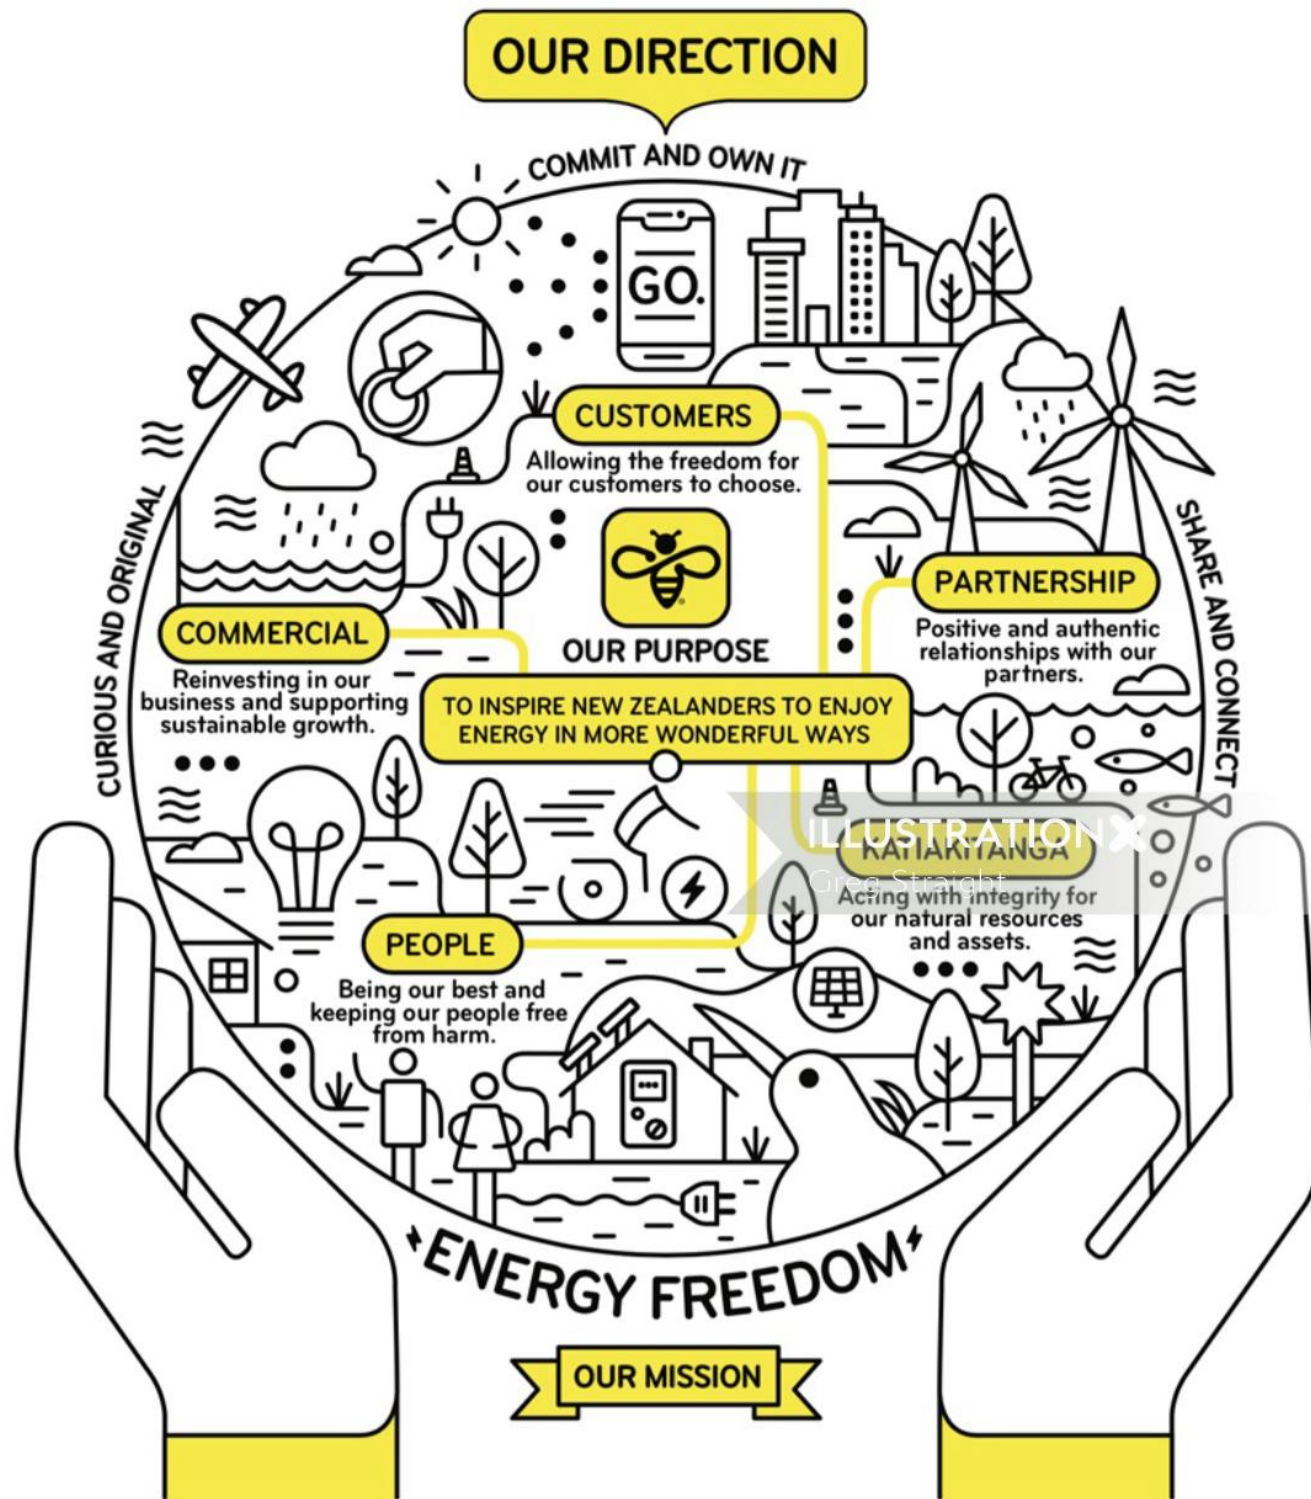 OUR DIRECTION
COMMIT AND OWN IT
GO.
CUSTOMERS
Allowing the freedom for
our customers to choose.
CURIOUS AND ORIGINAL
SHARE AND CONNECT
PARTNERSHIP
Positive and authentic
relationships with our
partners.
COMMERCIAL
Reinvesting in our
business and supporting
sustainable growth.
OUR PURPOSE
TO INSPIRE NEW ZEALANDERS TO ENJOY
ENERGY IN MORE WONDERFUL WAYS
ILLUSTRATIONX
KAITIAKITANGA
Greg Straight
Acting with integrity for
our natural resources
and assets.
PEOPLE
Being our best and
keeping our people free
from harm.
ENERGY FREEDOM
OUR MISSION